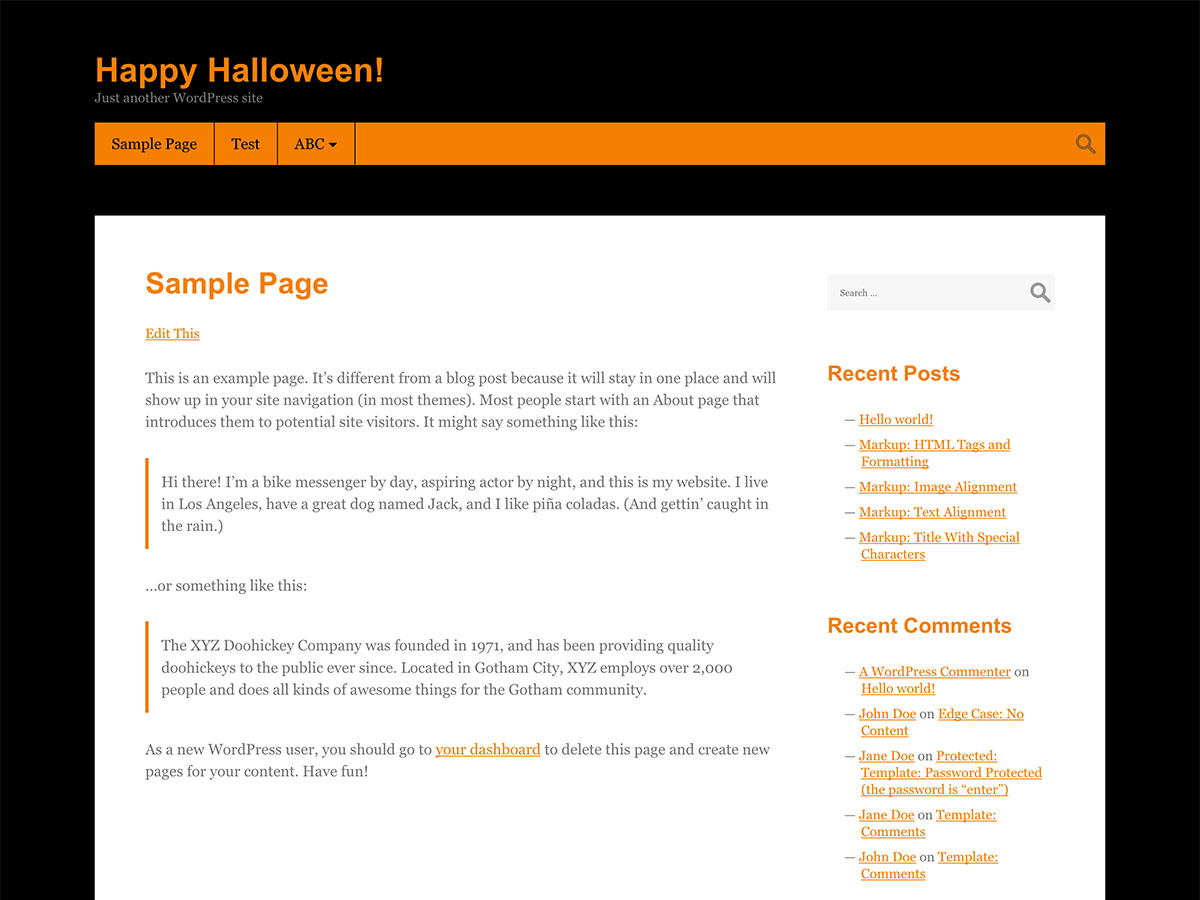 Happy Halloween!
Just another WordPress site
Sample Page
Test
ABC
Sample Page
Edit This
This is an example page. It’s different from a blog post because it will stay in one place and will
show up in your site navigation (in most themes). Most people start with an About page that
introduces them to potential site visitors. It might say something like this:
Hi there! I’m a bike messenger by day, aspiring actor by night, and this is my website. I live
in Los Angeles, have a great dog named Jack, and I like piña coladas. (And gettin’ caught in
the rain.)
…or something like this:
The XYZ Doohickey Company was founded in 1971, and has been providing quality
doohickeys to the public ever since. Located in Gotham City, XYZ employs over 2,000
people and does all kinds of awesome things for the Gotham community.
As a new WordPress user, you should go to your dashboard to delete this page and create new
pages for your content. Have fun!
Search …
Recent Posts
— Hello world!
— Markup: HTML Tags and
Formatting
— Markup: Image Alignment
— Markup: Text Alignment
— Markup: Title With Special
Characters
Recent Comments
— A WordPress Commenter on
Hello world!
— John Doe on Edge Case: No
Content
— Jane Doe on Protected:
Template: Password Protected
(the password is “enter”)
— Jane Doe on Template:
Comments
— John Doe on Template:
Comments